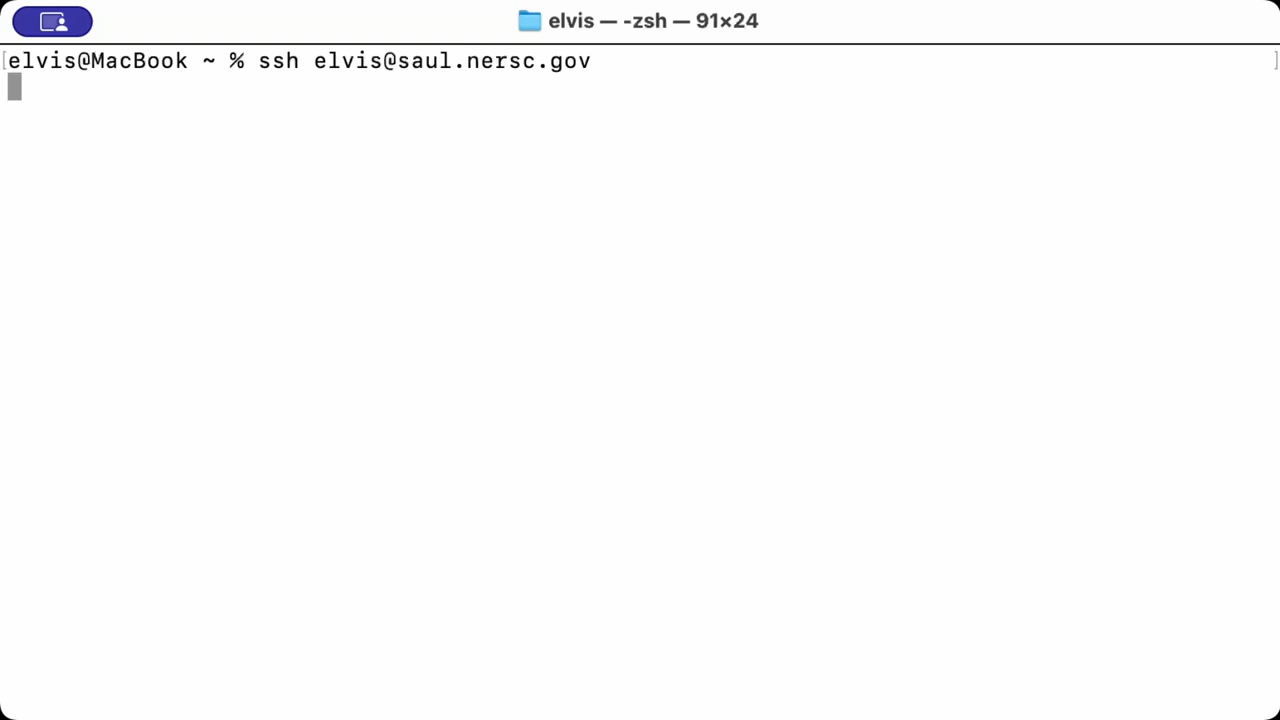 elvis — -zsh — 91×24
[elvis@MacBook ~ % ssh elvis@saul.nersc.gov ]